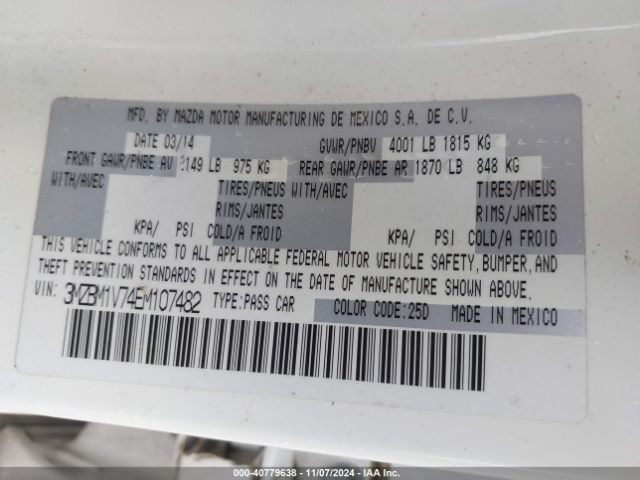 MFD. BY MAZDA MOTOR MANUFACTURING DE MEXICO S.A. DE C.V.
DATE 03/14 GVWR/PNBV 4001 LB 1815 KG
FRONT GAWR/PNBE AV 2149 LB 975 KG REAR GAWR/PNBE AR 1870 LB 848 KG
WITH/AVEC TIRES/PNEUS WITH/AVEC TIRES/PNEUS
RIMS/JANTES RIMS/JANTES
KPA/ PSI COLD/A FROID KPA/ PSI COLD/A FROID
THIS VEHICLE CONFORMS TO ALL APPLICABLE FEDERAL MOTOR VEHICLE SAFETY, BUMPER, AND
THEFT PREVENTION STANDARDS IN EFFECT ON THE DATE OF MANUFACTURE SHOWN ABOVE.
VIN: 3MZBM1V74EM107482 TYPE:PASS CAR COLOR CODE:25D MADE IN MEXICO
000-40779638 - 11/07/2024 - IAA Inc.